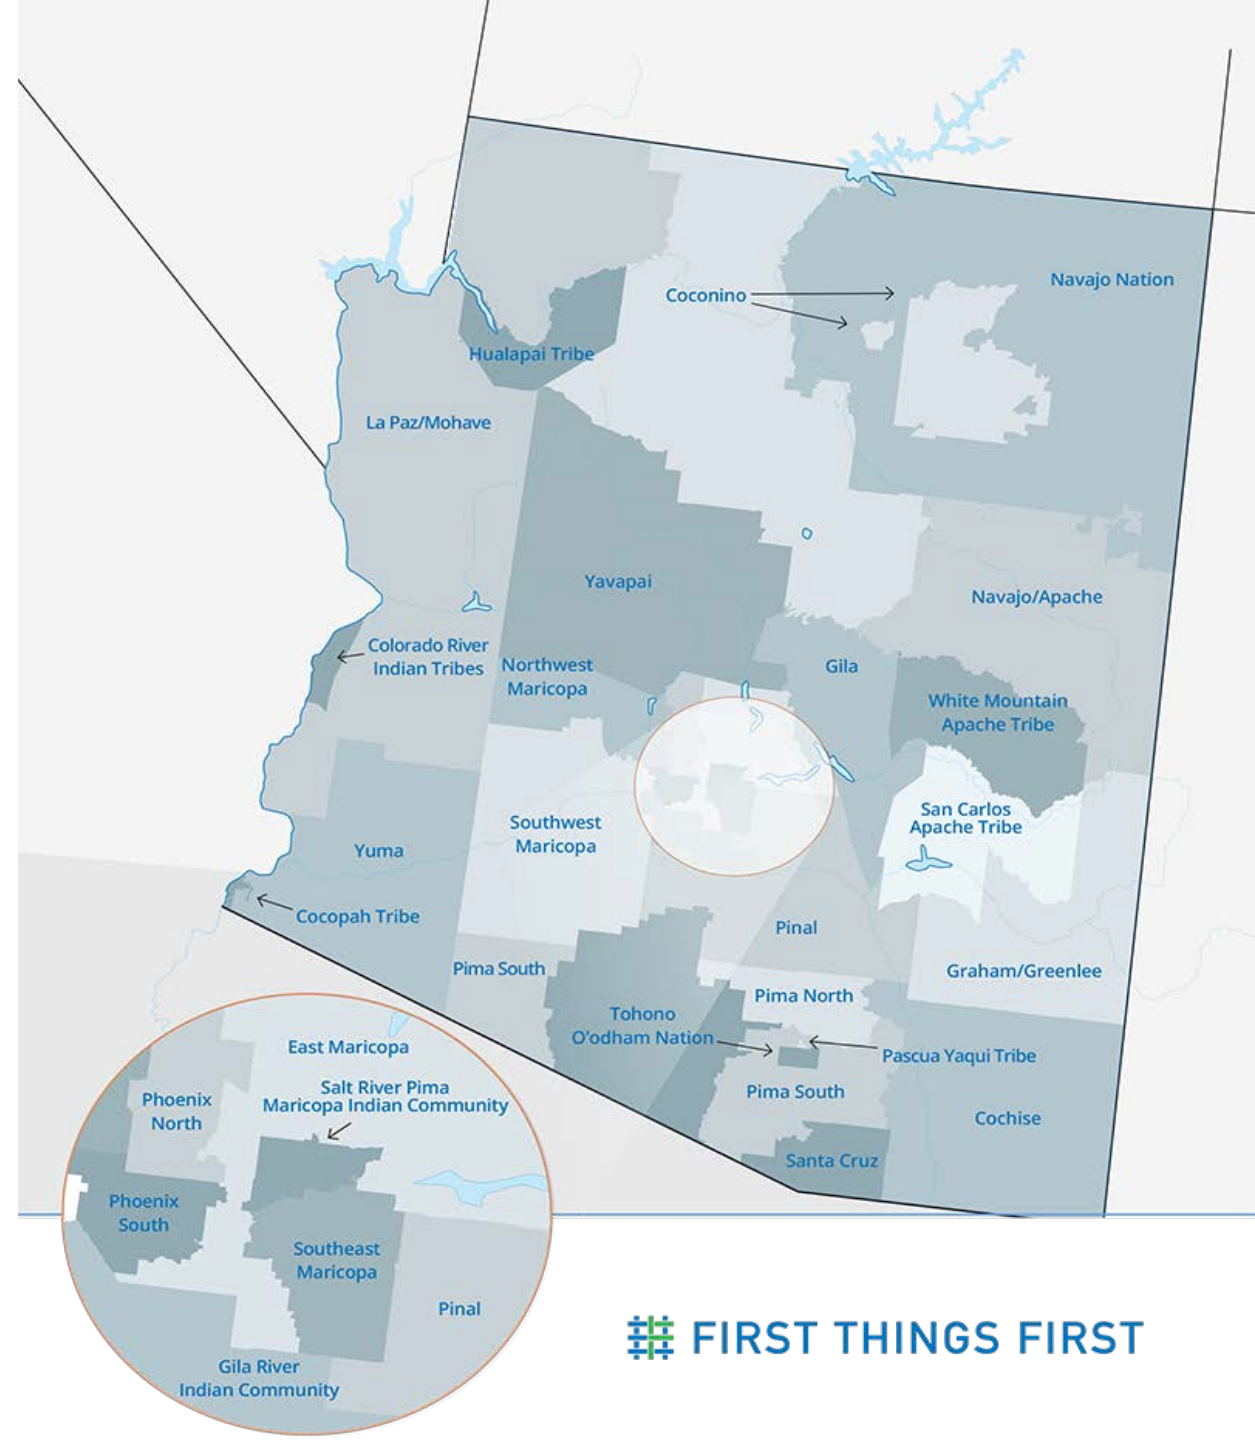 Navajo Nation
Coconino
Hualapai Tribe
La Paz/Mohave
Yavapai
Navajo/Apache
Colorado River
Indian Tribes
Northwest
Maricopa
Gila
White Mountain
Apache Tribe
San Carlos
Apache Tribe
Southwest
Maricopa
Yuma
Cocopah Tribe
Pinal
Pima South
Graham/Greenlee
Pima North
Tohono
O'odham Nation
Pascua Yaqui Tribe
Pima South
Cochise
Santa Cruz
East Maricopa
Salt River Pima
Maricopa Indian Community
Phoenix
North
Phoenix
South
Southeast
Maricopa
Pinal
Gila River
Indian Community
FIRST THINGS FIRST